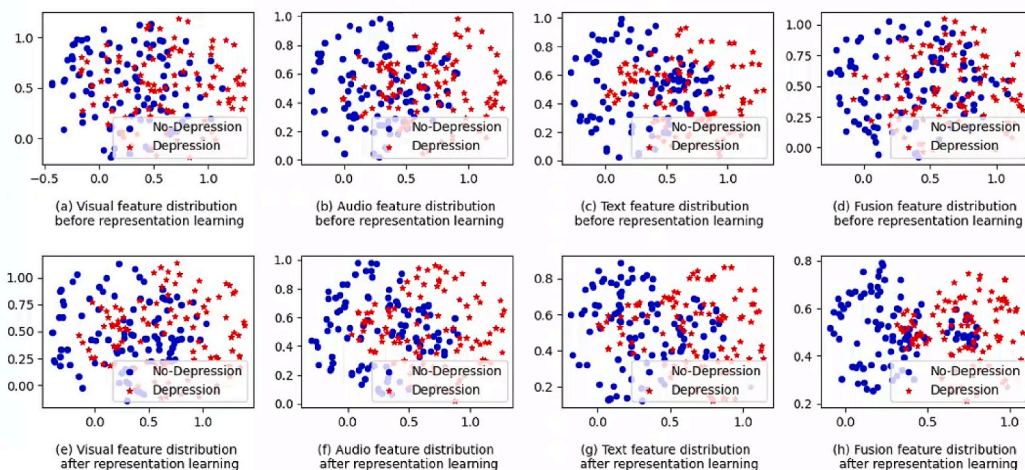 1.0
0.5
0.0
−0.5 0.0 0.5 1.0
No-Depression
Depression
(a) Visual feature distribution
before representation learning
1.0
0.8
0.6
0.4
0.2
0.0
0.0 0.5 1.0
No-Depression
Depression
(b) Audio feature distribution
before representation learning
1.0
0.8
0.6
0.4
0.2
0.0
0.0 0.5 1.0
No-Depression
Depression
(c) Text feature distribution
before representation learning
1.00
0.75
0.50
0.25
0.00
0.0 0.5 1.0
No-Depression
Depression
(d) Fusion feature distribution
before representation learning
1.00
0.75
0.50
0.25
0.00
0.0 0.5 1.0
No-Depression
Depression
(e) Visual feature distribution
after representation learning
1.0
0.8
0.6
0.4
0.2
0.0
0.0 0.5 1.0
No-Depression
Depression
(f) Audio feature distribution
after representation learning
0.8
0.6
0.4
0.2
0.0 0.5 1.0
No-Depression
Depression
(g) Text feature distribution
after representation learning
0.8
0.6
0.4
0.2
0.0 0.5 1.0
No-Depression
Depression
(h) Fusion feature distribution
after representation learning